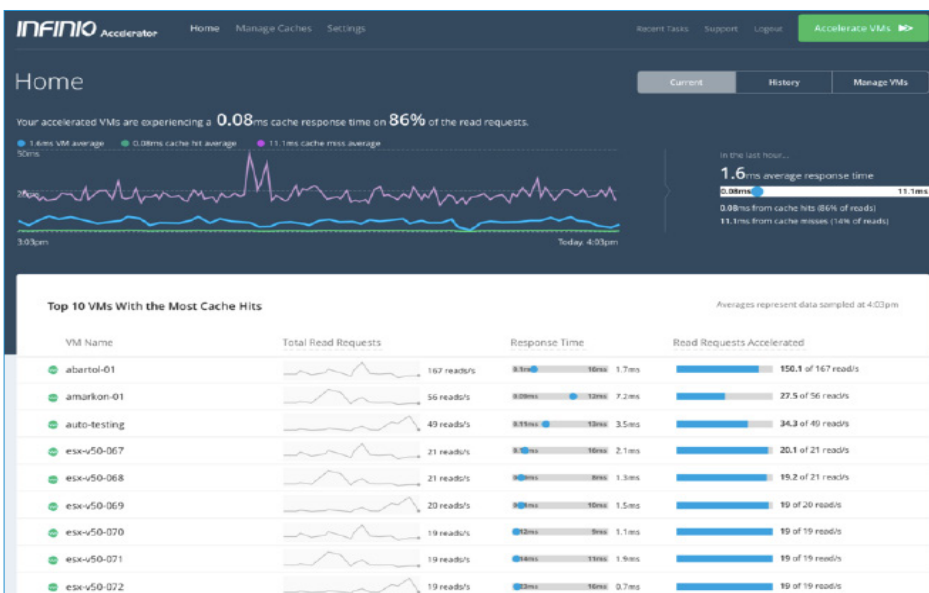 INFINIO Accelerator Home Manage Caches Settings Recent Tasks Support Logout Accelerate VMs
Home Current History Manage VMs
Your accelerated VMs are experiencing a 0.08ms cache response time on 86% of the read requests.
1.6ms VM average 0.08ms cache hit average 11.1ms cache miss average
50ms
In the last hour...
1.6ms average response time
0.08ms 11.1ms
0.08ms from cache hits (86% of reads)
11.1ms from cache misses (14% of reads)
3:03pm Today, 4:03pm
Top 10 VMs With the Most Cache Hits Averages represent data sampled at 4:03pm
VM Name Total Read Requests Response Time Read Requests Accelerated
abartol-01 167 reads/s 16ms 1.7ms 150.1 of 167 read/s
amarkon-01 56 reads/s 12ms 7.2ms 27.5 of 56 read/s
auto-testing 49 reads/s 0.11ms 13ms 3.5ms 34.3 of 49 read/s
esx-v50-067 21 reads/s 16ms 2.1ms 20.1 of 21 read/s
esx-v50-068 21 reads/s 8ms 1.3ms 19.2 of 21 read/s
esx-v50-069 20 reads/s 10ms 1.5ms 19 of 20 read/s
esx-v50-070 19 reads/s 9ms 1.1ms 19 of 19 read/s
esx-v50-071 19 reads/s 11ms 1.9ms 19 of 19 read/s
esx-v50-072 19 reads/s 16ms 0.7ms 19 of 19 read/s